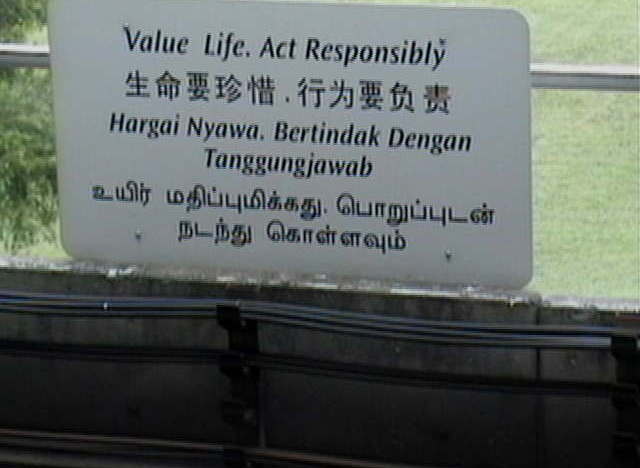 Value Life. Act Responsibly
生命要珍惜.行为要负责
Hargai Nyawa. Bertindak Dengan
Tanggungjawab
உயிர் மதிப்புமிக்கது. பொறுப்புடன்
நடந்து கொள்ளவும்